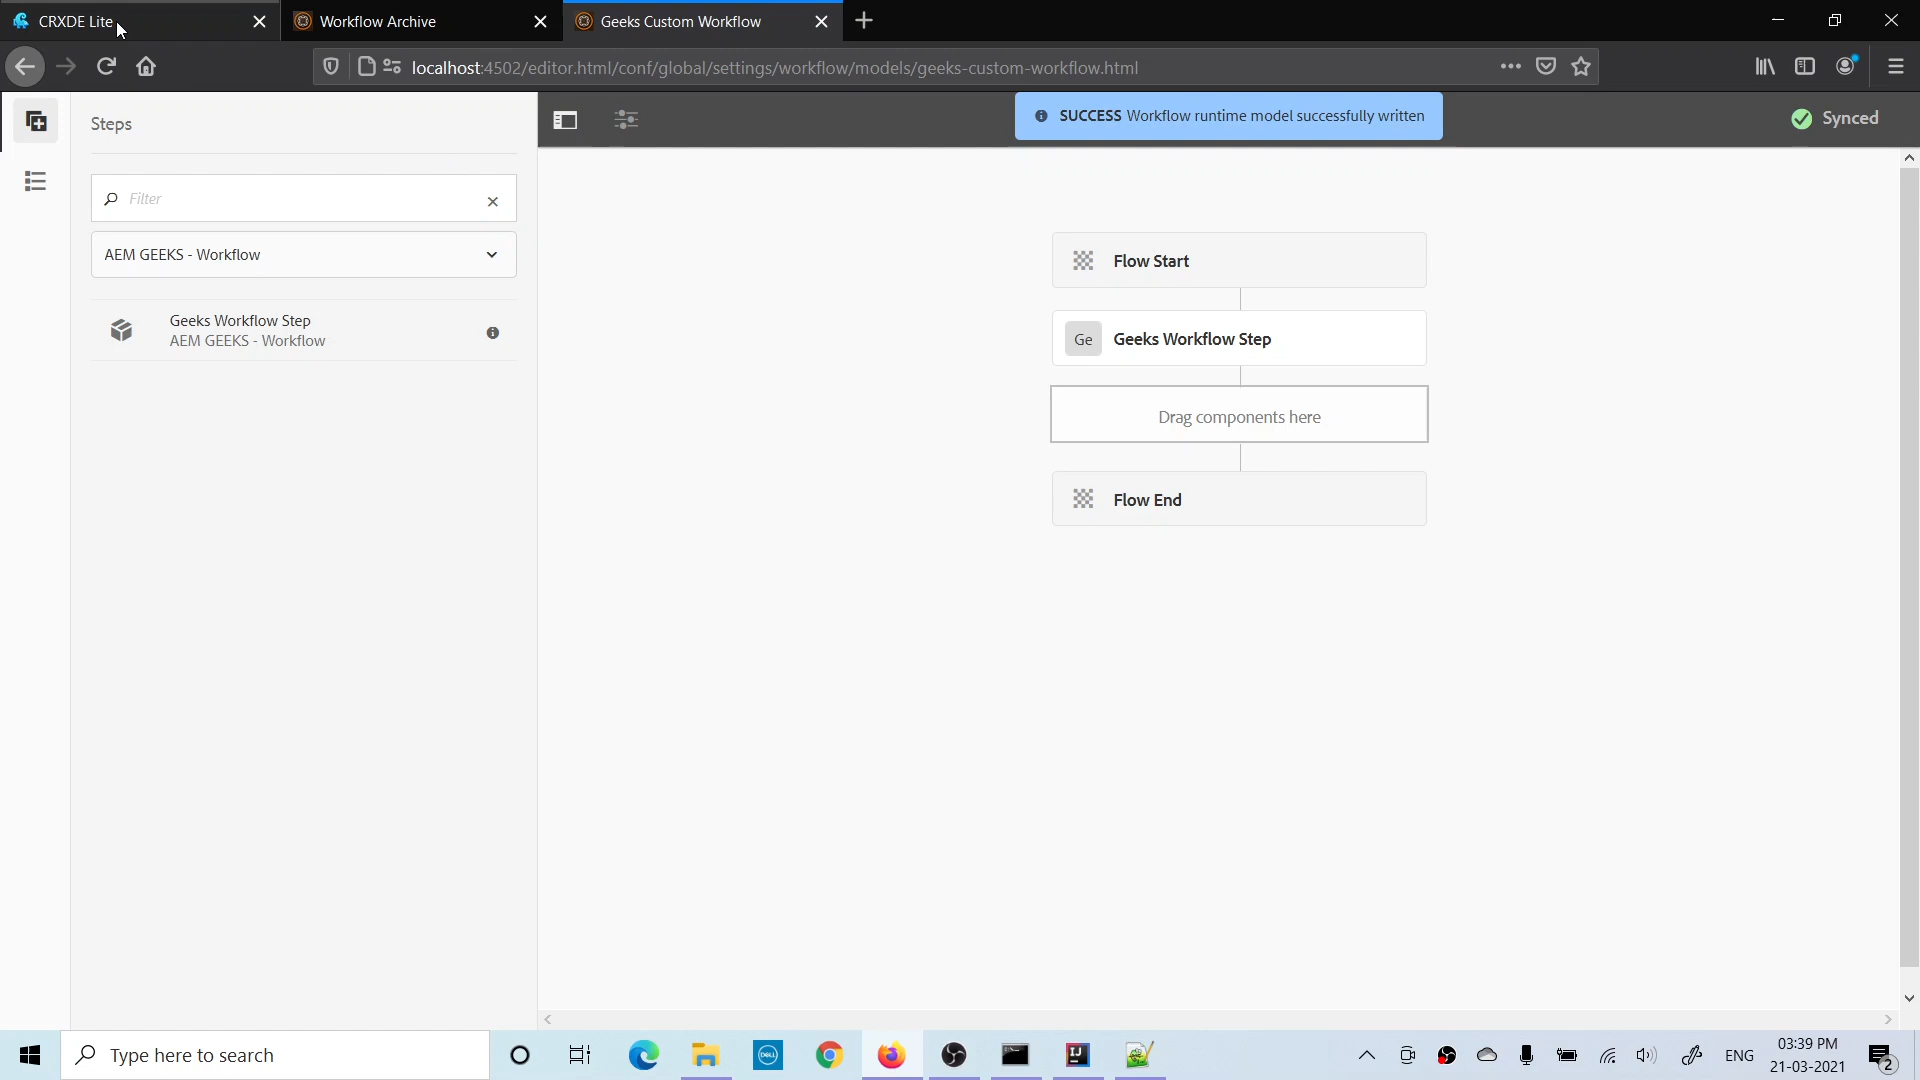 CRXDE Lite
Workflow Archive
Geeks Custom Workflow
localhost:4502/editor.html/conf/global/settings/workflow/models/geeks-custom-workflow.html
Steps
SUCCESS Workflow runtime model successfully written
Synced
Filter
AEM GEEKS - Workflow
Geeks Workflow Step
AEM GEEKS - Workflow
Flow Start
Ge Geeks Workflow Step
Drag components here
Flow End
Type here to search
DELL
IJ
ENG
03:39 PM
21-03-2021
2